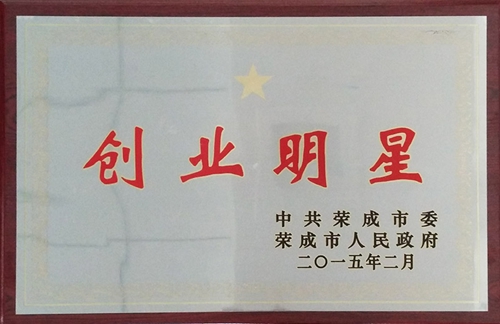 创业明星
中共荣成市委
荣成市人民政府
二〇一五年二月